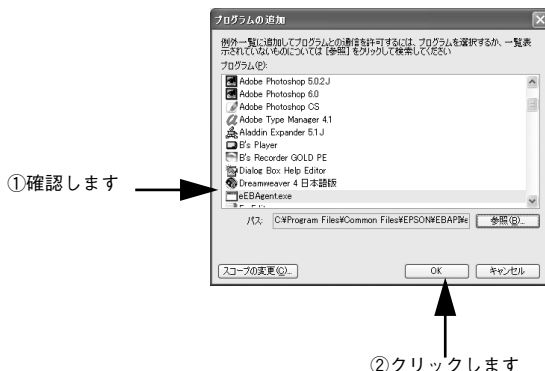 プログラムの追加
例外一覧に追加してプログラムとの通信を許可するには、プログラムを選択するか、一覧表
示されていないものについては [参照] をクリックして検索してください
プログラム(P):
Adobe Photoshop 5.0.2J
Adobe Photoshop 6.0
Adobe Photoshop CS
Adobe Type Manager 4.1
Aladdin Expander 5.1J
B's Player
B's Recorder GOLD PE
Dialog Box Help Editor
Dreamweaver 4 日本語版
eEBAgent.exe
①確認します
パス:
C:¥Program Files¥Common Files¥EPSON¥EBAPI¥e
参照(B)...
スコープの変更(C)...
OK
キャンセル
②クリックします